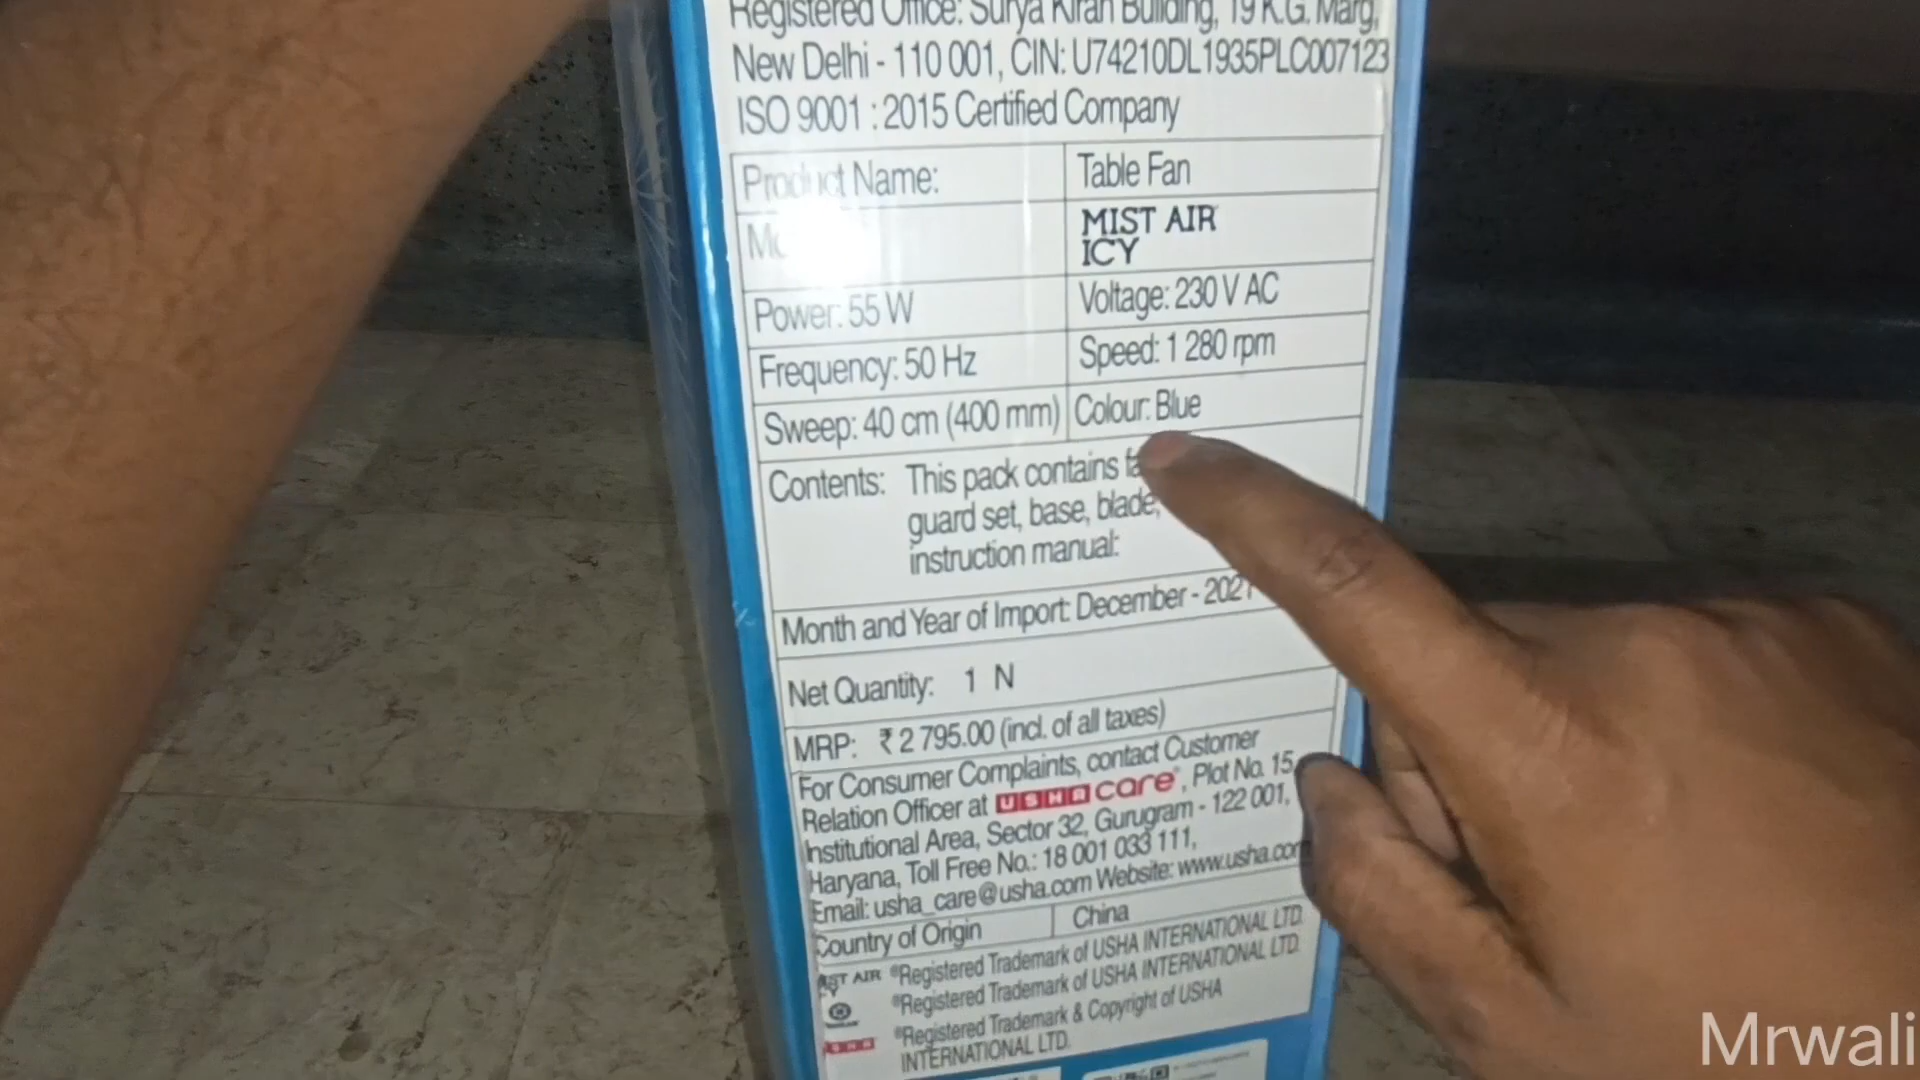 Registered Office: Surya Kiran Building, 19 K.G. Marg,
New Delhi - 110 001, CIN: U74210DL1935PLC007123
ISO 9001 : 2015 Certified Company
Product Name: Table Fan
MIST AIR
ICY
Power: 55 W Voltage: 230 V AC
Frequency: 50 Hz Speed: 1 280 rpm
Sweep: 40 cm (400 mm) Colour: Blue
Contents: This pack contains
guard set, base, blade,
instruction manual:
Month and Year of Import: December - 2021
Net Quantity: 1 N
MRP: ₹ 2 795.00 (incl. of all taxes)
For Consumer Complaints, contact Customer
Relation Officer at USHA care, Plot No. 15,
Institutional Area, Sector 32, Gurugram - 122 001,
Haryana, Toll Free No.: 18 001 033 111,
Email: usha_care@usha.com Website: www.usha.com
Country of Origin China
AIR ®Registered Trademark of USHA INTERNATIONAL LTD.
®Registered Trademark of USHA INTERNATIONAL LTD.
®Registered Trademark & Copyright of USHA
INTERNATIONAL LTD.
Mrwali